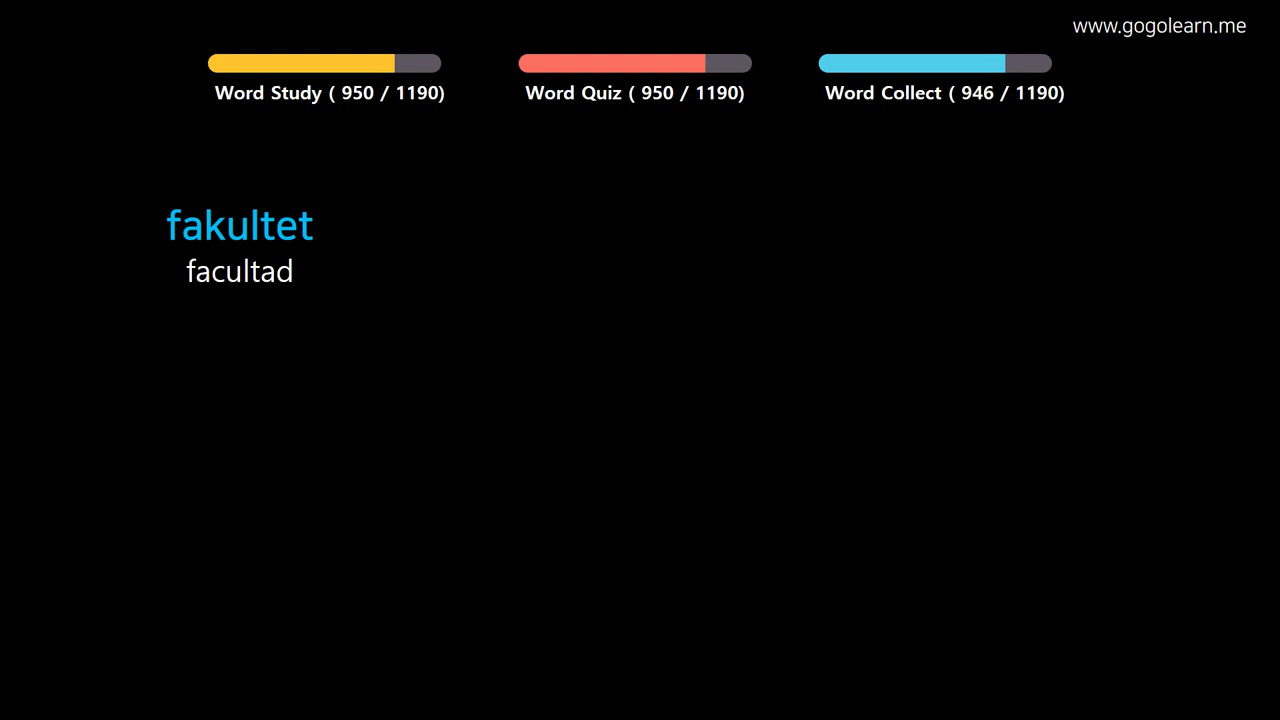 www.gogolearn.me
Word Study ( 950 / 1190)
Word Quiz ( 950 / 1190)
Word Collect ( 946 / 1190)
fakultet
facultad